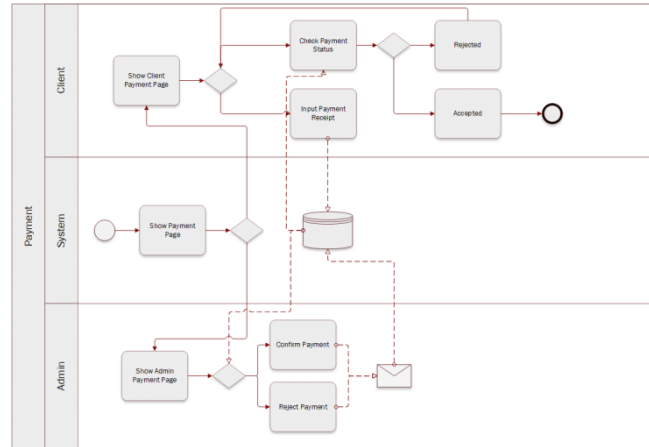 Payment
Client
Show Client
Payment Page
Check Payment
Status
Rejected
Input Payment
Receipt
Accepted
System
Show Payment
Page
Admin
Show Admin
Payment Page
Confirm Payment
Reject Payment